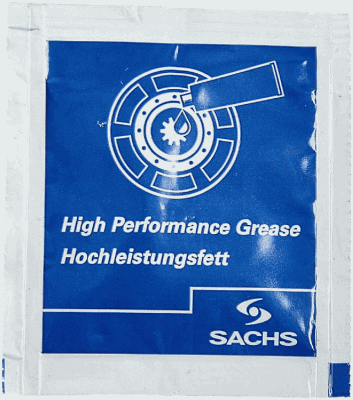 High Performance Grease
Hochleistungsfett
SACHS